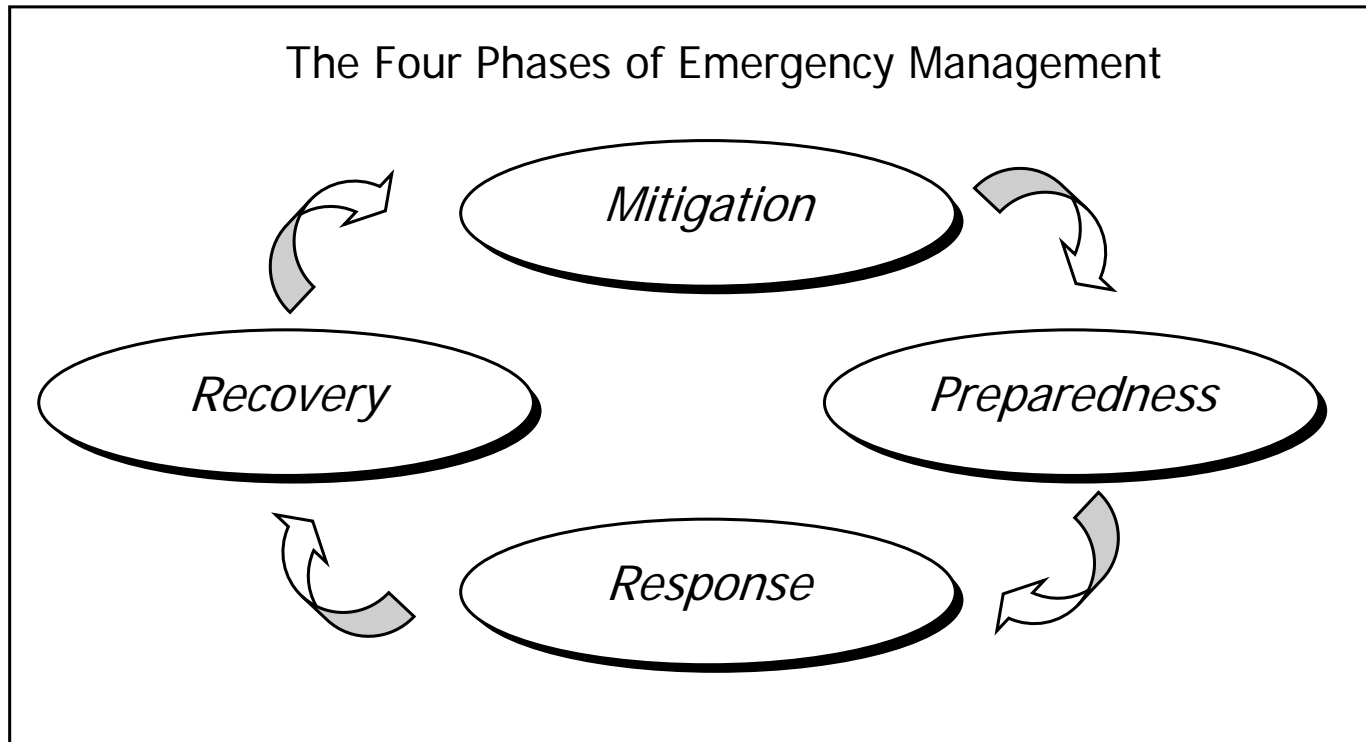 The Four Phases of Emergency Management
Mitigation
Recovery
Preparedness
Response